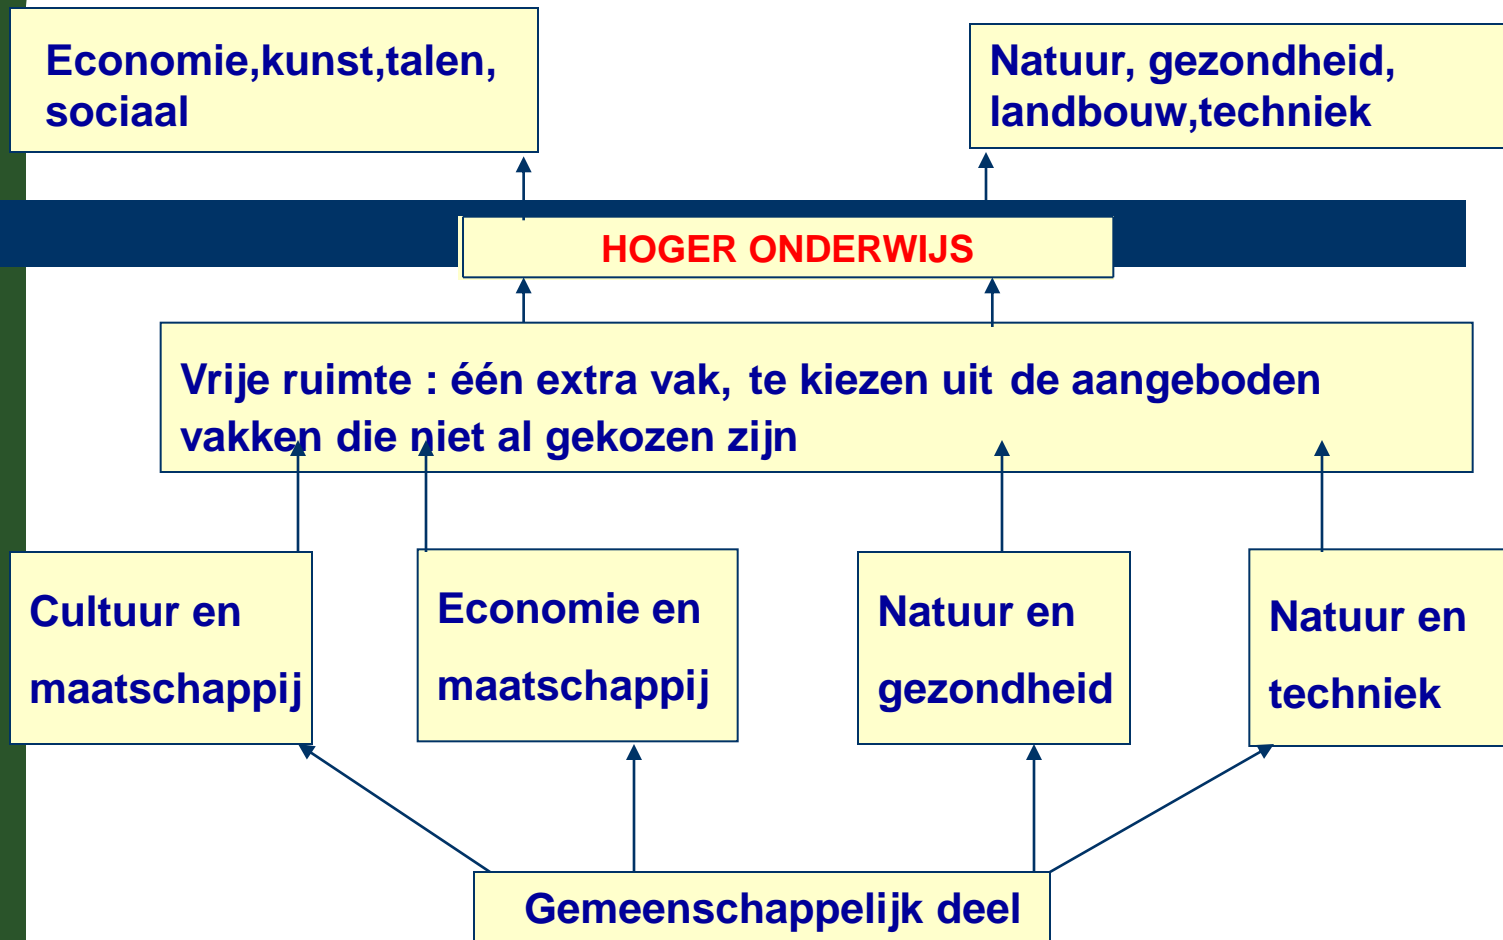 Economie,kunst,talen,
sociaal
Natuur, gezondheid,
landbouw,techniek
HOGER ONDERWIJS
Vrije ruimte : één extra vak, te kiezen uit de aangeboden
vakken die niet al gekozen zijn
Cultuur en
maatschappij
Economie en
maatschappij
Natuur en
gezondheid
Natuur en
techniek
Gemeenschappelijk deel